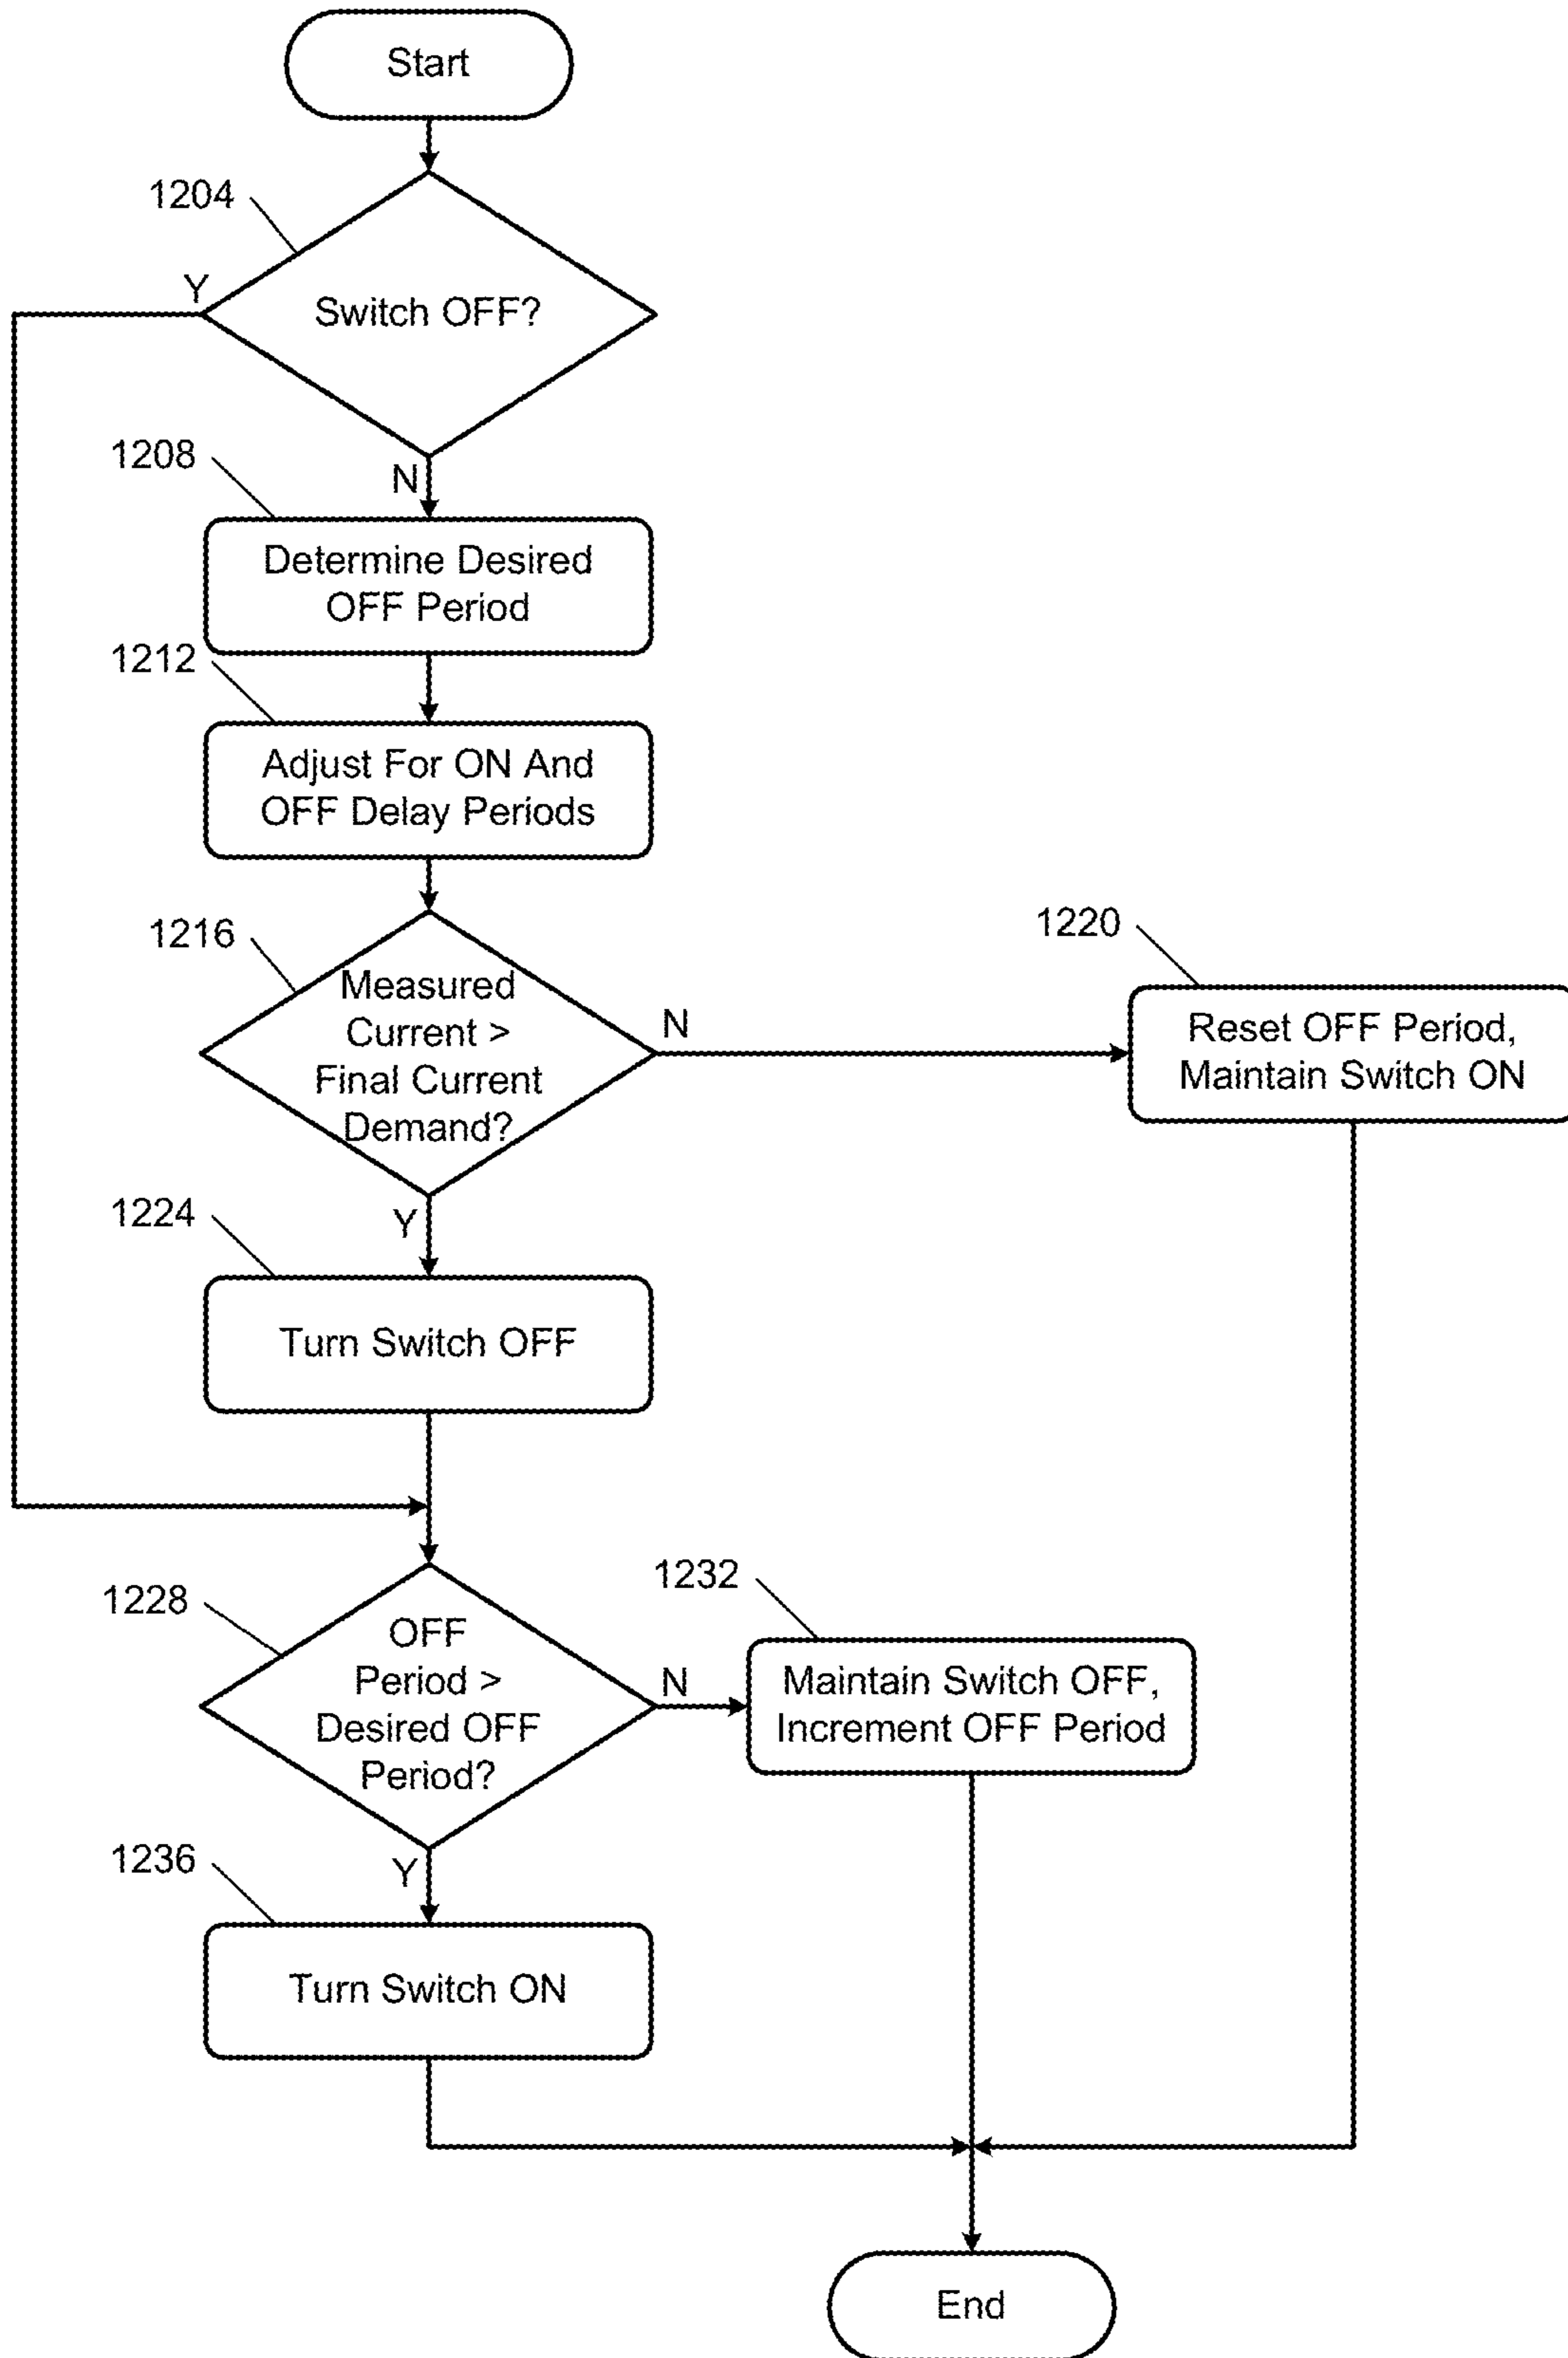 Start
1204
Y
Switch OFF?
1208
N
Determine Desired
OFF Period
1212
Adjust For ON And
OFF Delay Periods
1216
Measured
Current >
Final Current
Demand?
N
1220
Reset OFF Period,
Maintain Switch ON
Y
1224
Turn Switch OFF
1228
OFF
Period >
Desired OFF
Period?
N
1232
Maintain Switch OFF,
Increment OFF Period
Y
1236
Turn Switch ON
End